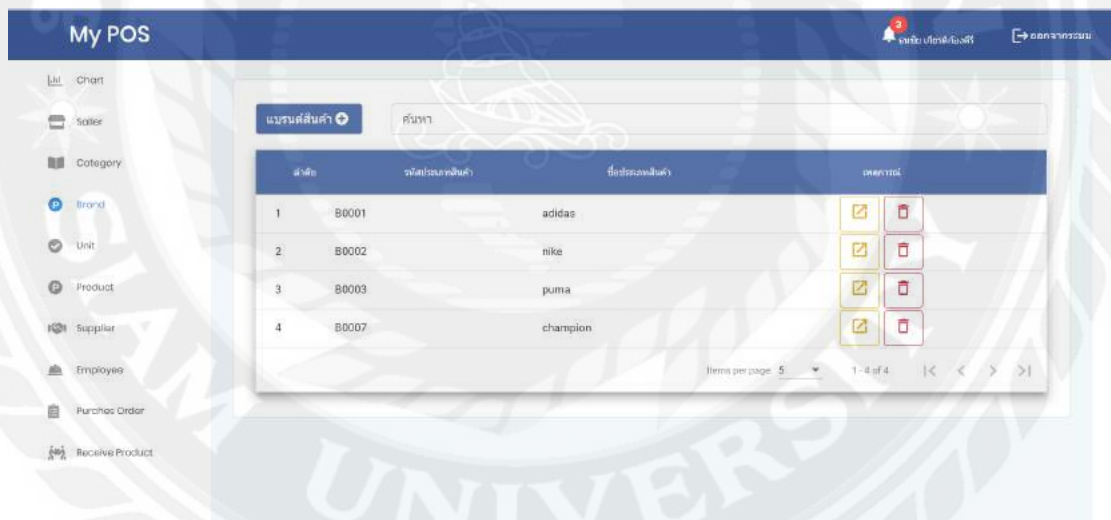 My POS
3
ออกจากระบบ
Chart
Saller
Category
Brand
Unit
Product
Supplier
Employee
Purches Order
Receive Product
แบรนด์สินค้า
ค้นหา
ลำดับ รหัสประเภทสินค้า ชื่อประเภทสินค้า เหตุการณ์
1 B0001 adidas
2 B0002 nike
3 B0003 puma
4 B0007 champion
Items per page: 5 1 - 4 of 4
UNIVERSITY